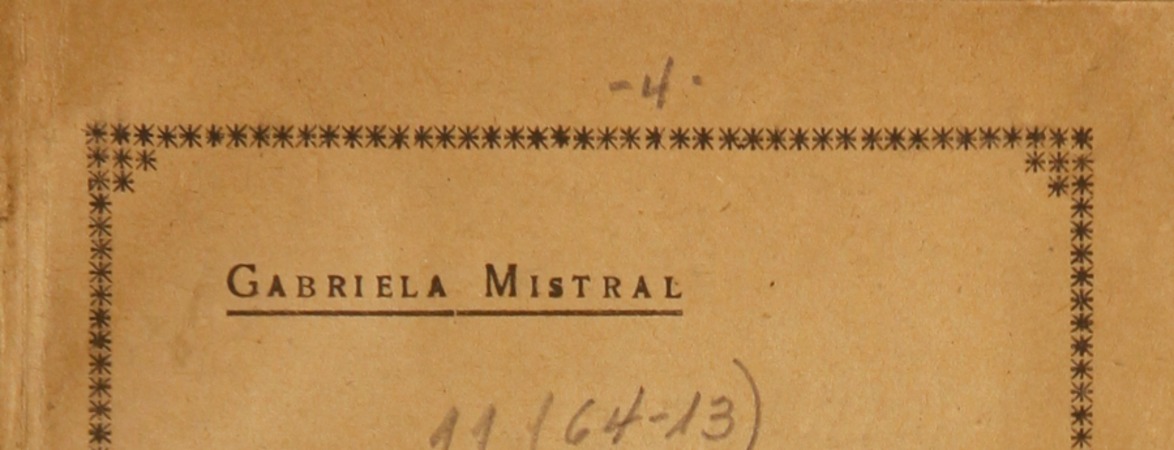 -4-
GABRIELA MISTRAL
11 (64-13)